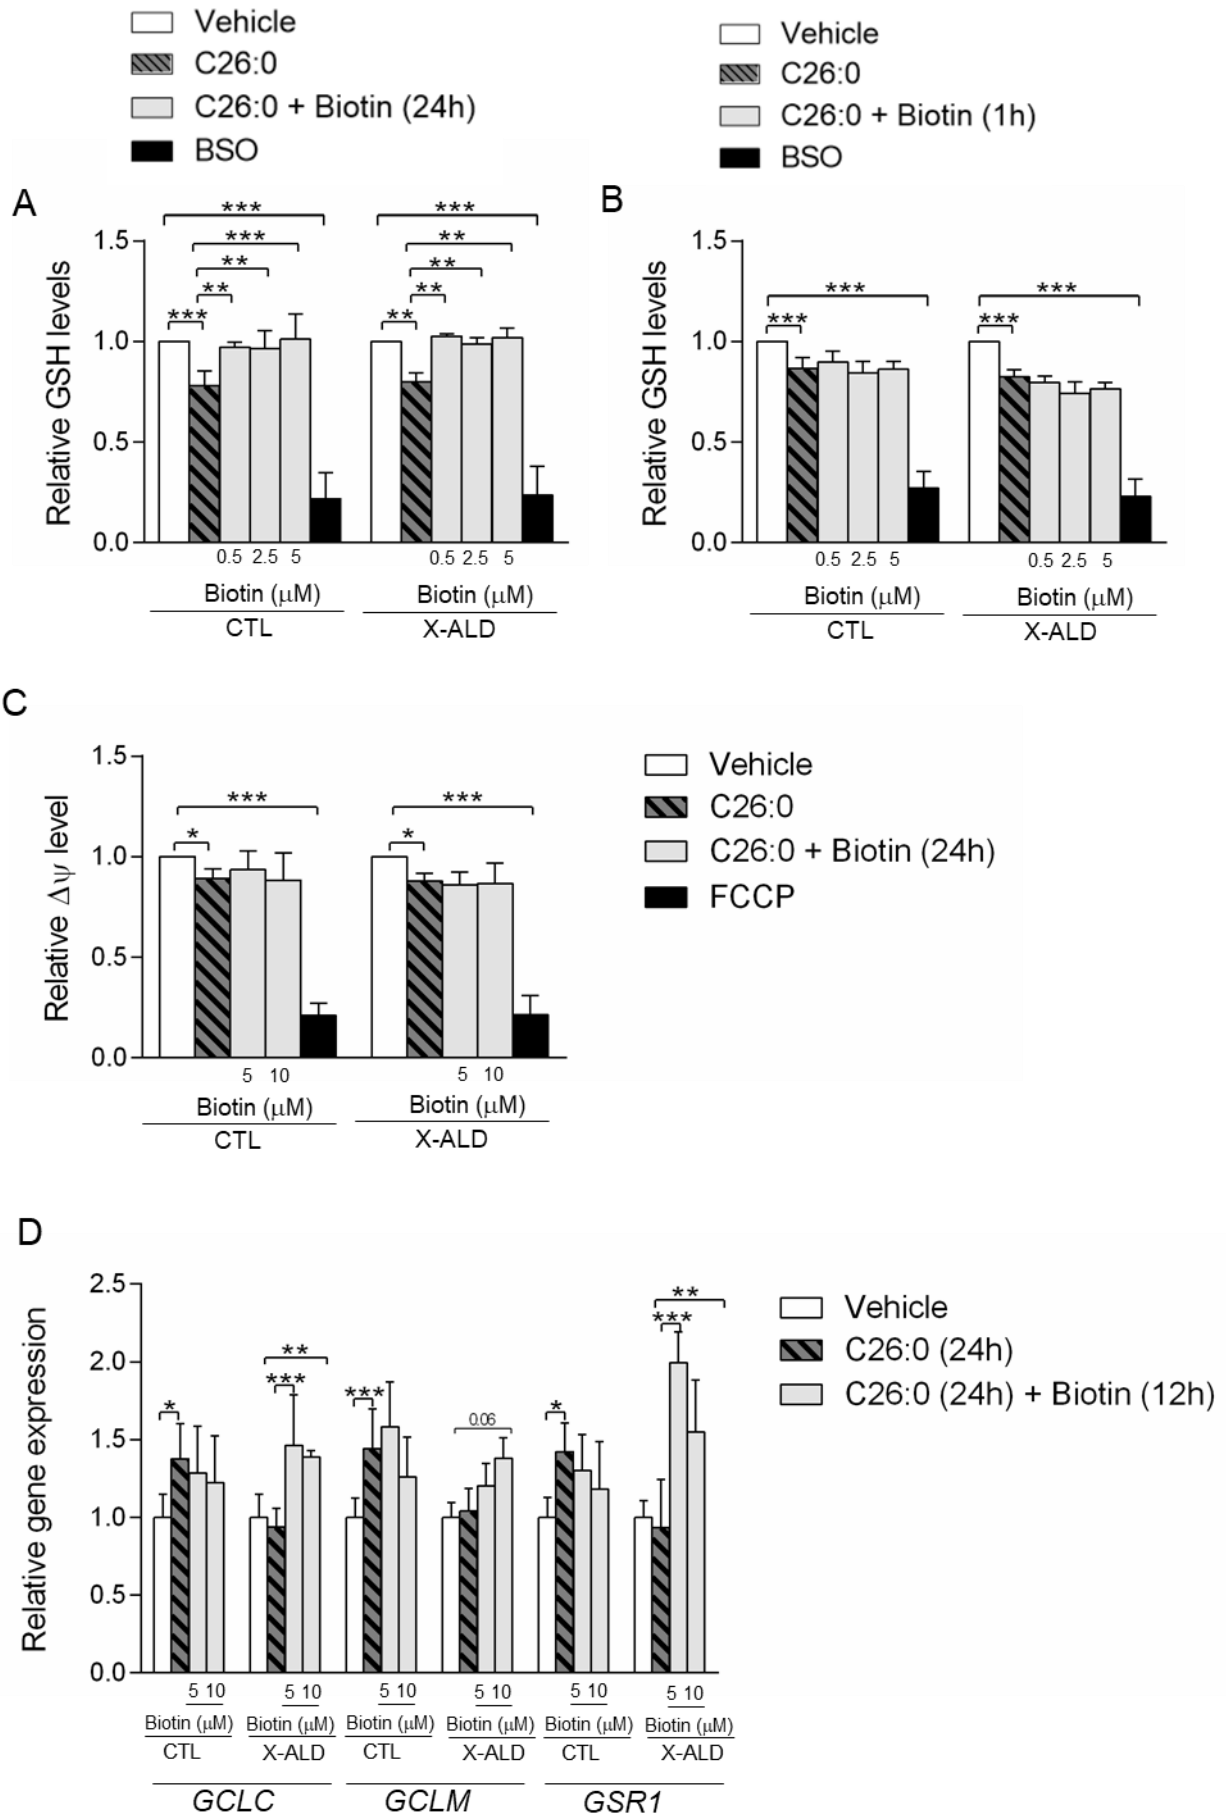 Vehicle
C26:0
C26:0 + Biotin (24h)
BSO
Vehicle
C26:0
C26:0 + Biotin (1h)
BSO
A
*** ***
*** **
** **
** **
*** **
Relative GSH levels
1.5
1.0
0.5
0.0
0.5 2.5 5 0.5 2.5 5
Biotin (μM) Biotin (μM)
CTL X-ALD
B
*** ***
*** ***
Relative GSH levels
1.5
1.0
0.5
0.0
0.5 2.5 5 0.5 2.5 5
Biotin (μM) Biotin (μM)
CTL X-ALD
C
*** ***
* *
Relative Δψ level
1.5
1.0
0.5
0.0
5 10 5 10
Biotin (μM) Biotin (μM)
CTL X-ALD
Vehicle
C26:0
C26:0 + Biotin (24h)
FCCP
D
Relative gene expression
2.5
2.0
1.5
1.0
0.5
0.0
**
***
**
* *** *** 0.06 *
5 10 5 10 5 10 5 10 5 10 5 10
Biotin (μM) Biotin (μM) Biotin (μM) Biotin (μM) Biotin (μM) Biotin (μM)
CTL X-ALD CTL X-ALD CTL X-ALD
GCLC GCLM GSR1
Vehicle
C26:0 (24h)
C26:0 (24h) + Biotin (12h)